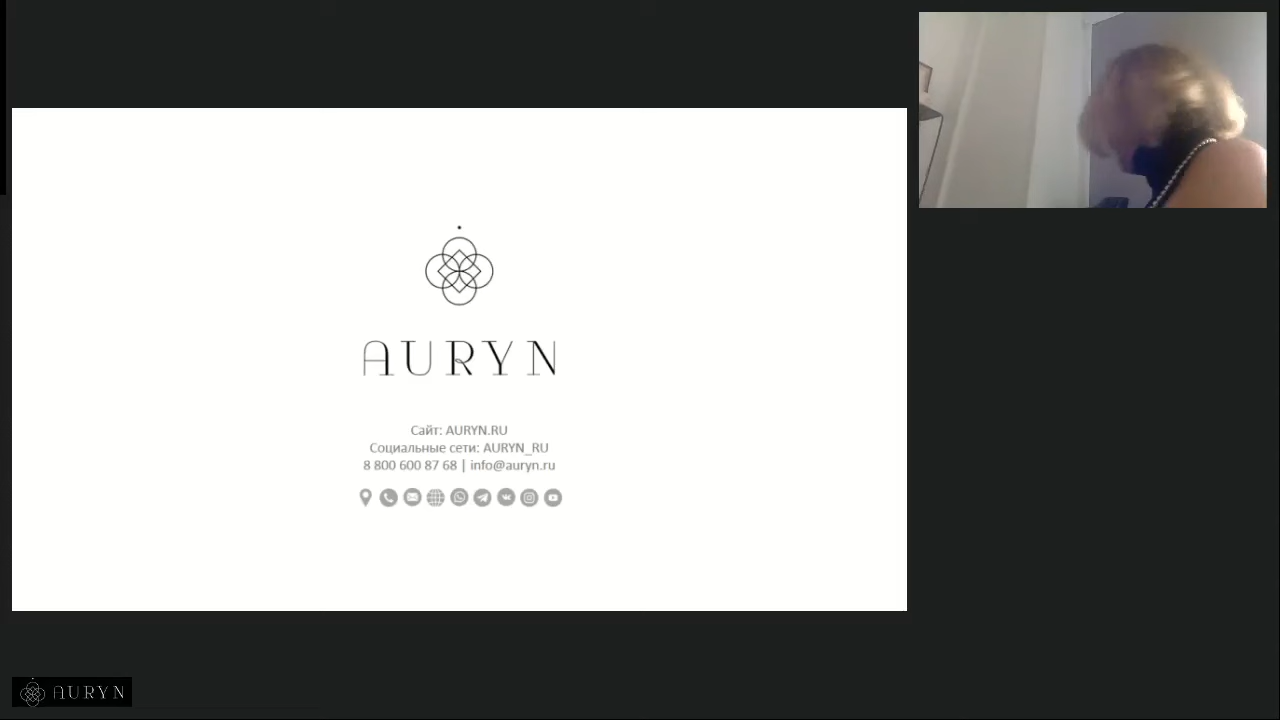 AURYN
Сайт: AURYN.RU
Социальные сети: AURYN_RU
8 800 600 87 68 | info@auryn.ru
AURYN